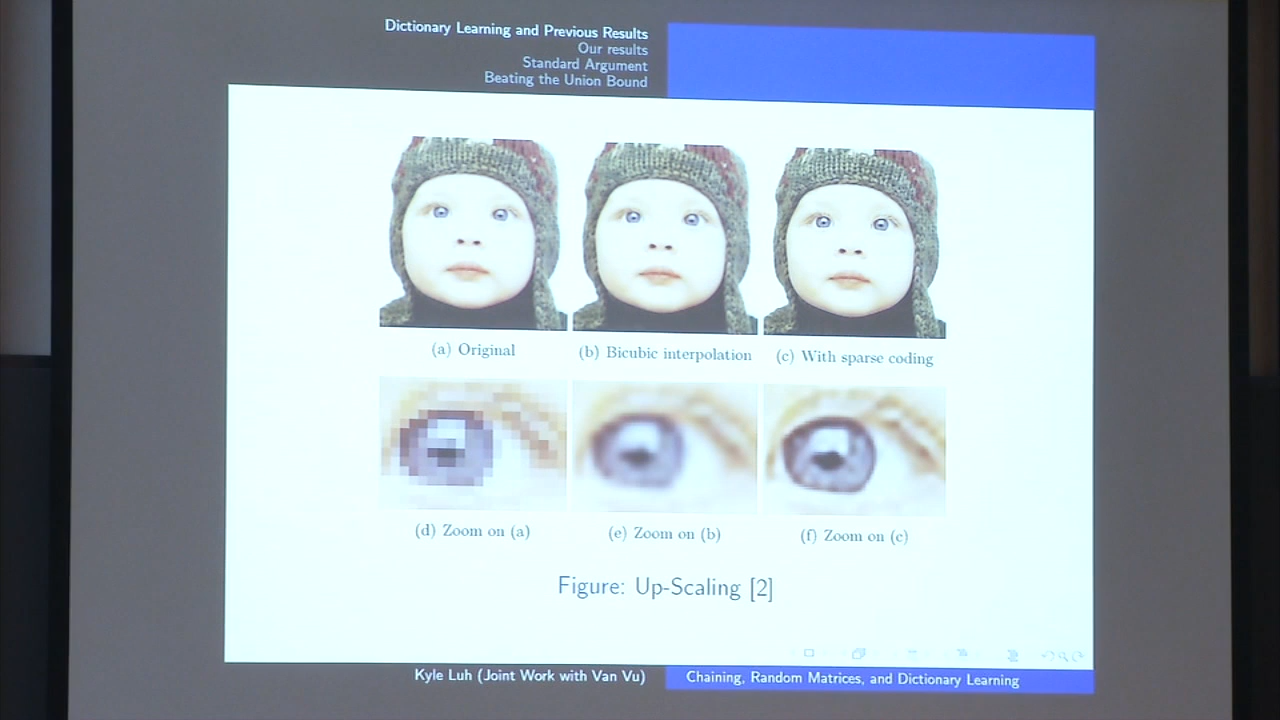 Dictionary Learning and Previous Results
Our results
Standard Argument
Beating the Union Bound
(a) Original
(b) Bicubic interpolation
(c) With sparse coding
(d) Zoom on (a)
(e) Zoom on (b)
(f) Zoom on (c)
Figure: Up-Scaling [2]
Kyle Luh (Joint Work with Van Vu)
Chaining, Random Matrices, and Dictionary Learning